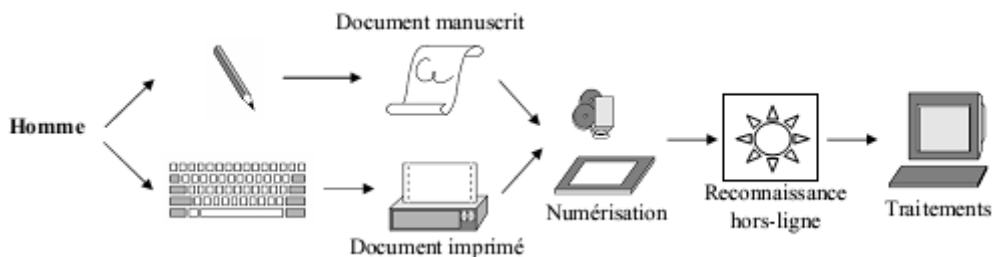 Document manuscrit
Homme
Document imprimé
Numérisation
Reconnaissance
hors-ligne
Traitements